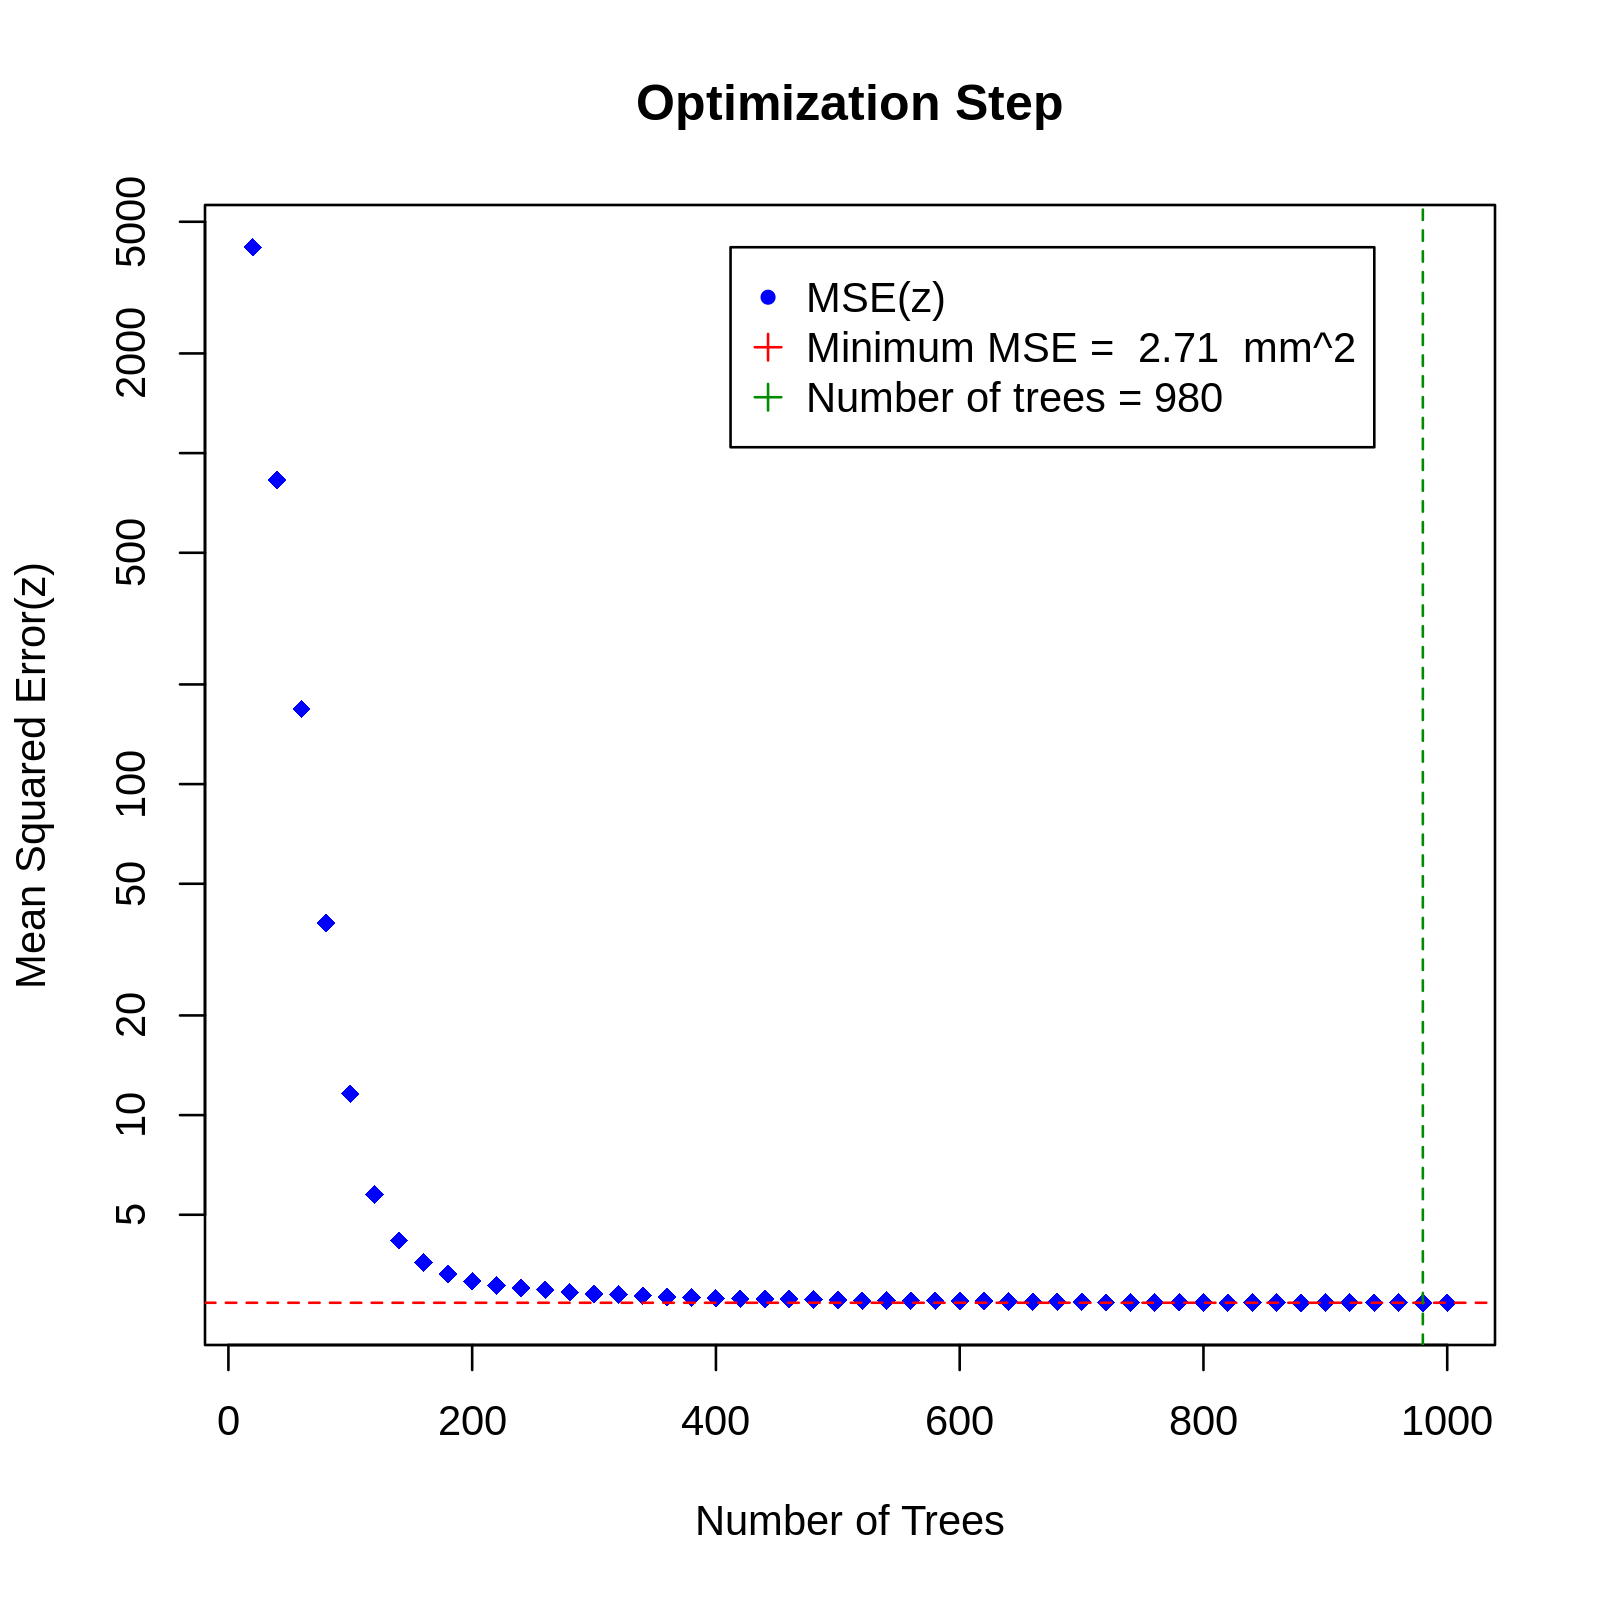 Optimization Step
MSE(z)
Minimum MSE =  2.71  mm^2
Number of trees = 980
Mean Squared Error(z)
5000
2000
500
100
50
20
10
5
0 200 400 600 800 1000
Number of Trees